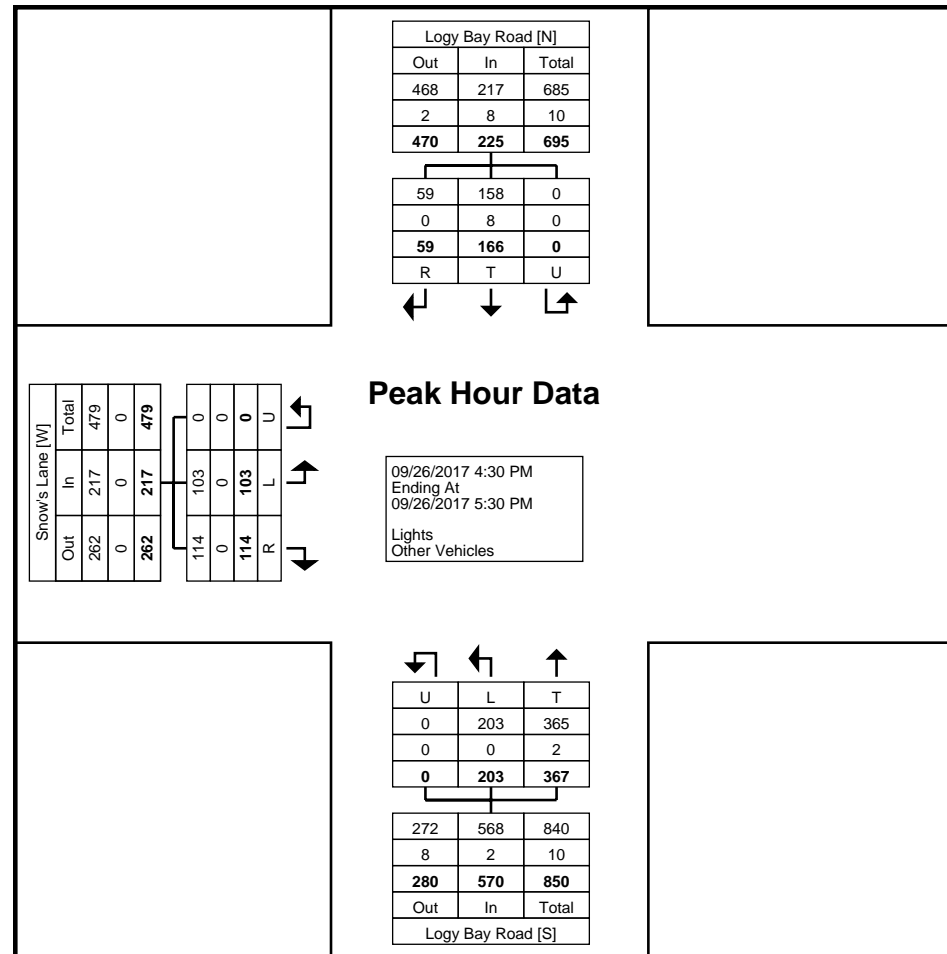 Logy Bay Road [N]
Out In Total
468 217 685
2 8 10
470 225 695
59 158 0
0 8 0
59 166 0
R T U
Peak Hour Data
Snow's Lane [W]
Out In Total
262 217 479
0 0 0
262 217 479
114 103 0
0 0 0
114 103 0
R L U
09/26/2017 4:30 PM
Ending At
09/26/2017 5:30 PM
Lights
Other Vehicles
U L T
0 203 365
0 0 2
0 203 367
272 568 840
8 2 10
280 570 850
Out In Total
Logy Bay Road [S]